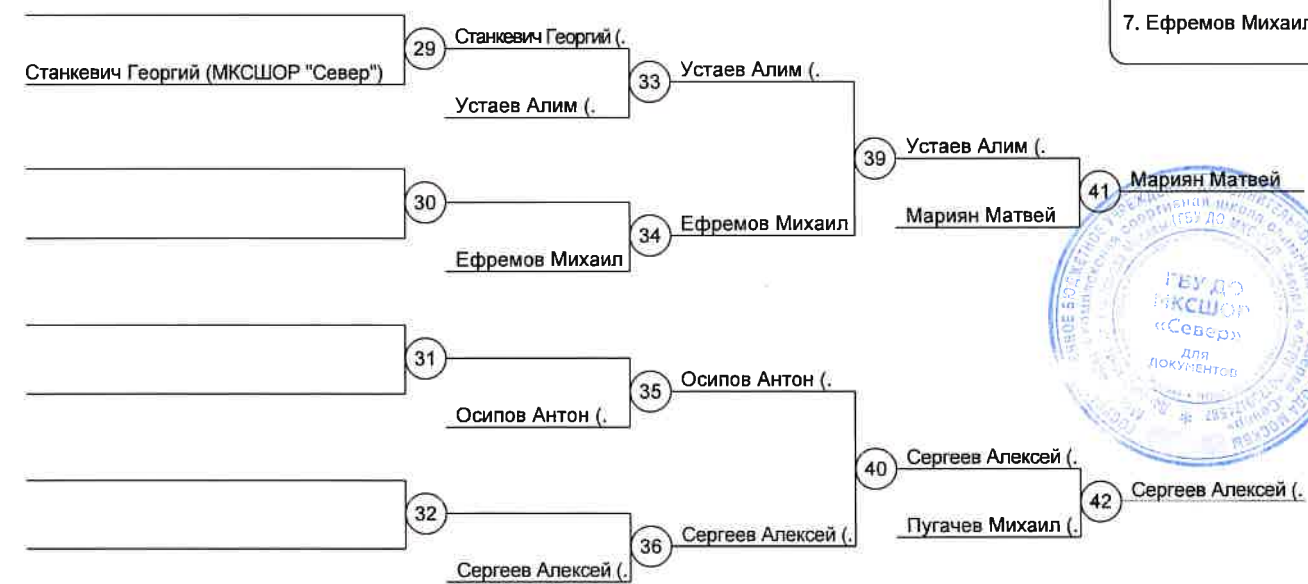 7. Ефремов Михаил
29 Станкевич Георгий (.
Станкевич Георгий (МКСШОР "Север")
33 Устаев Алим (.
Устаев Алим (.
39 Устаев Алим (.
30
41 Мариян Матвей
Мариян Матвей
34 Ефремов Михаил
Ефремов Михаил
ГБУ ДО
МКСШОР
«Север»
для
документов
31
35 Осипов Антон (.
Осипов Антон (.
40 Сергеев Алексей (.
42 Сергеев Алексей (.
Пугачев Михаил (.
32
36 Сергеев Алексей (.
Сергеев Алексей (.